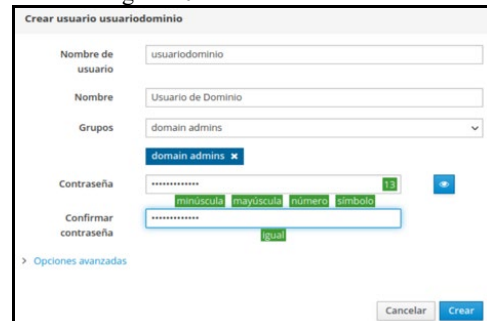 Crear usuario usuariodominio
Nombre de usuario
usuariodominio
Nombre
Usuario de Dominio
Grupos
domain admins
domain admins ×
Contraseña
•••••••••••••
13
minúscula mayúscula número símbolo
Confirmar contraseña
•••••••••••••
igual
> Opciones avanzadas
Cancelar Crear